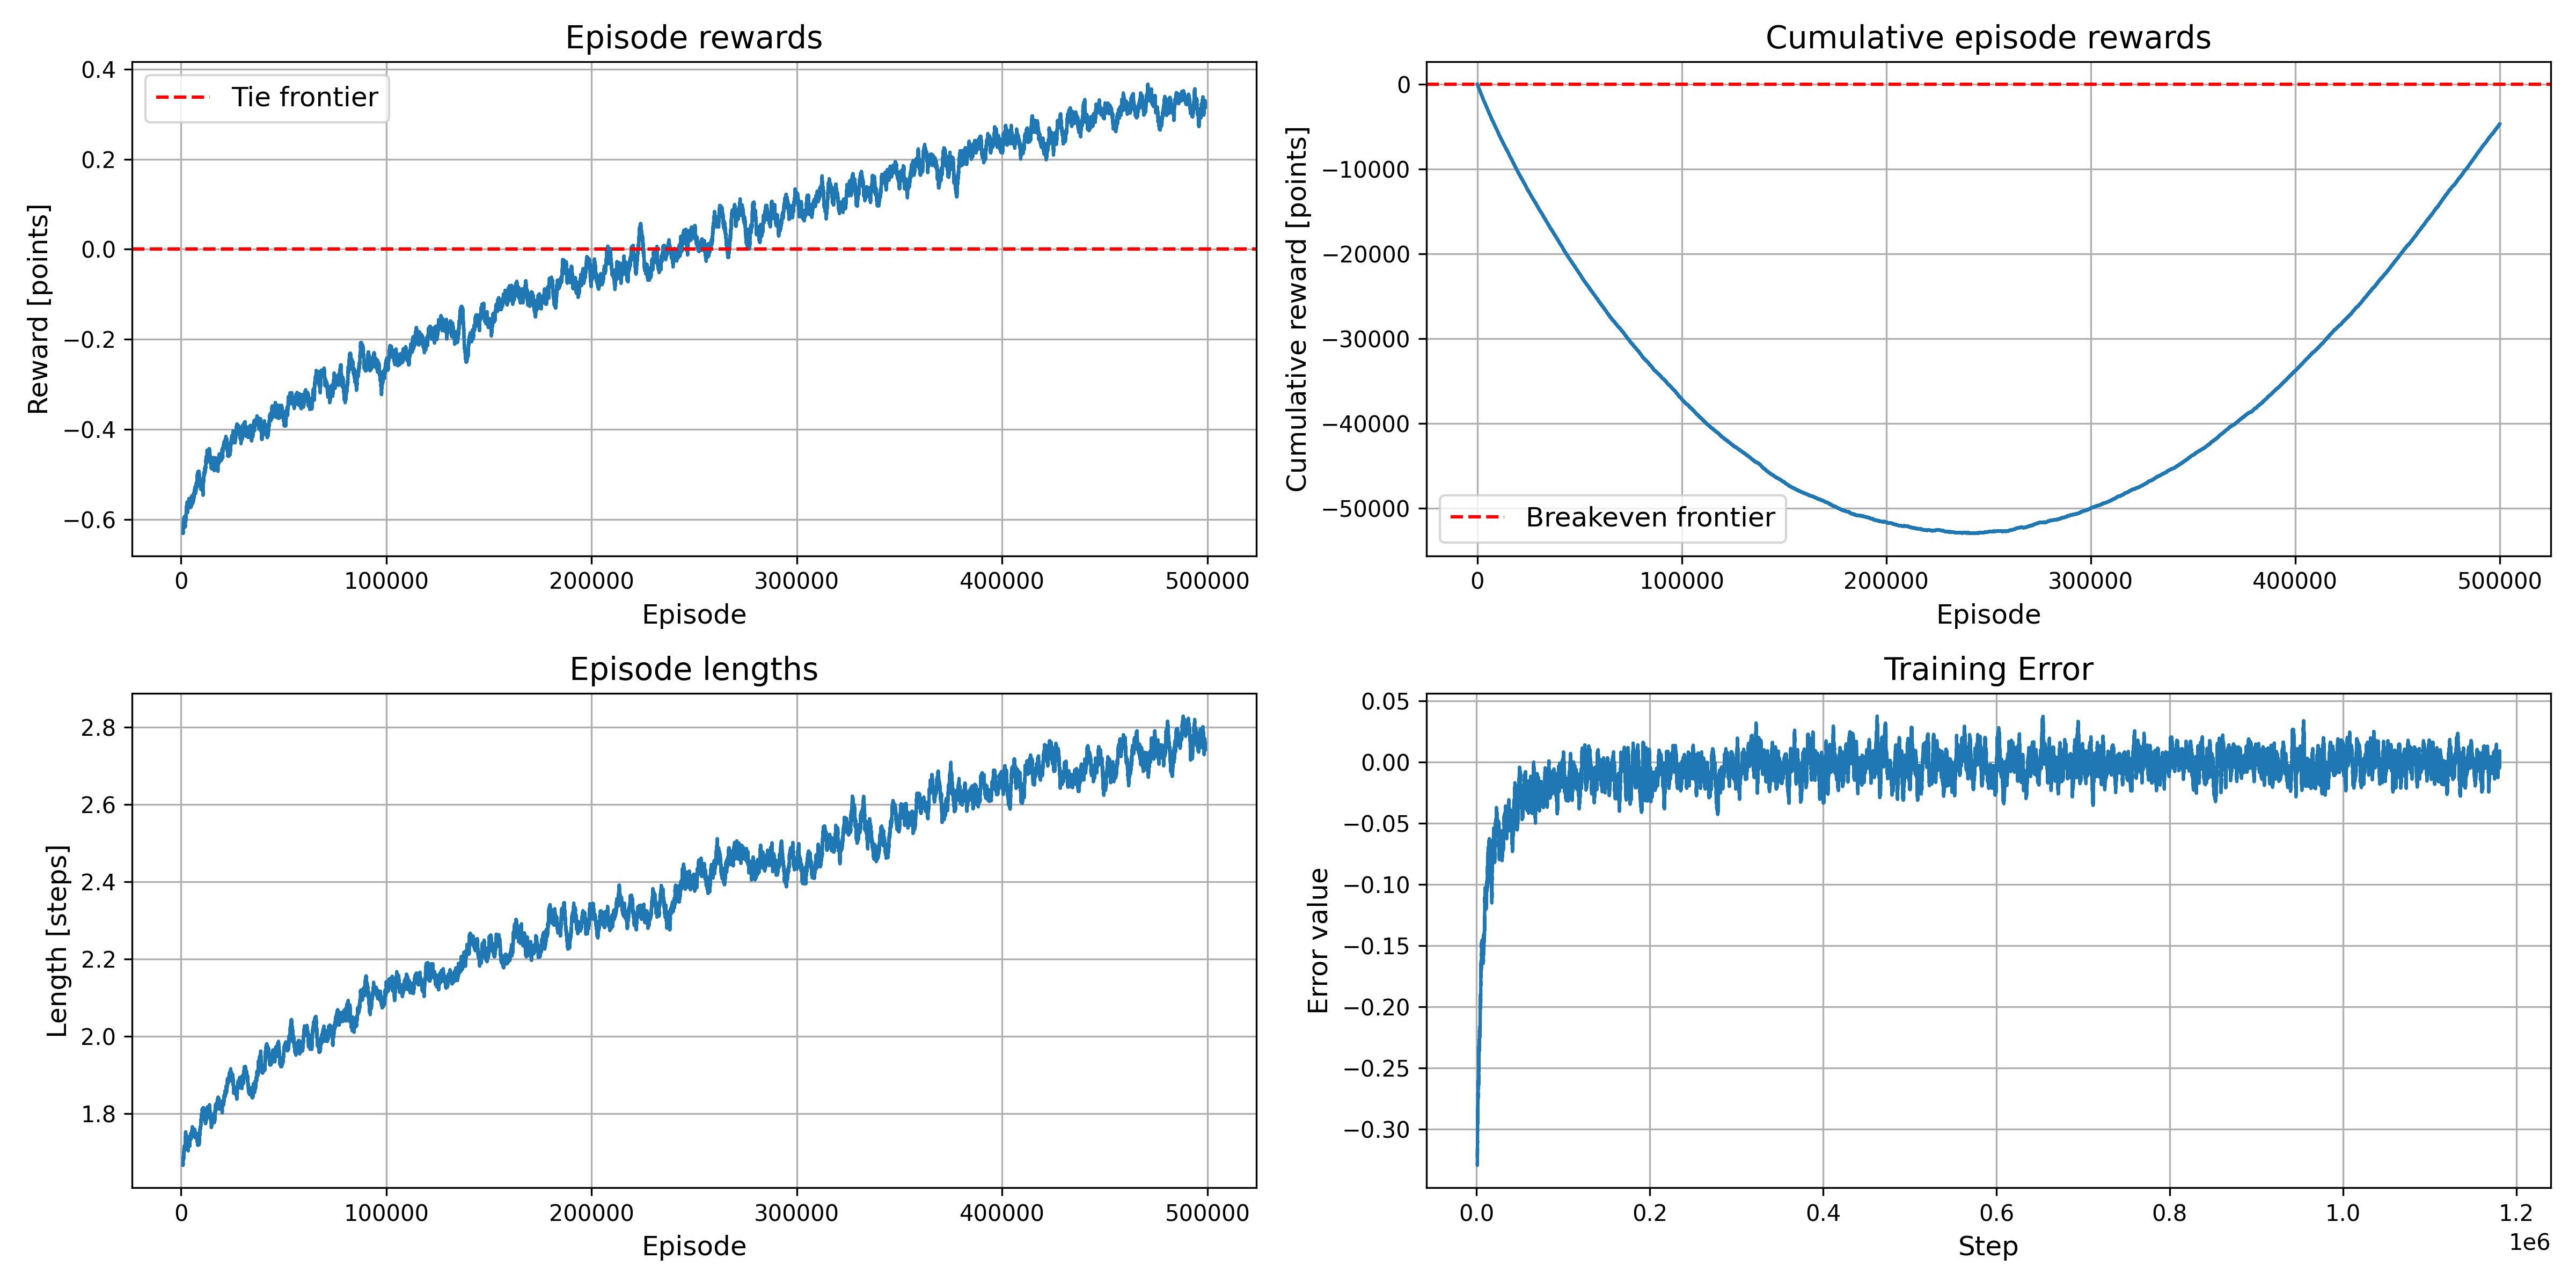 Episode rewards
0.4
0.2
0.0
−0.2
−0.4
−0.6
Reward [points]
Tie frontier
0 100000 200000 300000 400000 500000
Episode
Cumulative episode rewards
0
−10000
−20000
−30000
−40000
−50000
Cumulative reward [points]
Breakeven frontier
0 100000 200000 300000 400000 500000
Episode
Episode lengths
2.8
2.6
2.4
2.2
2.0
1.8
Length [steps]
0 100000 200000 300000 400000 500000
Episode
Training Error
0.05
0.00
−0.05
−0.10
−0.15
−0.20
−0.25
−0.30
Error value
0.0 0.2 0.4 0.6 0.8 1.0 1.2
1e6
Step